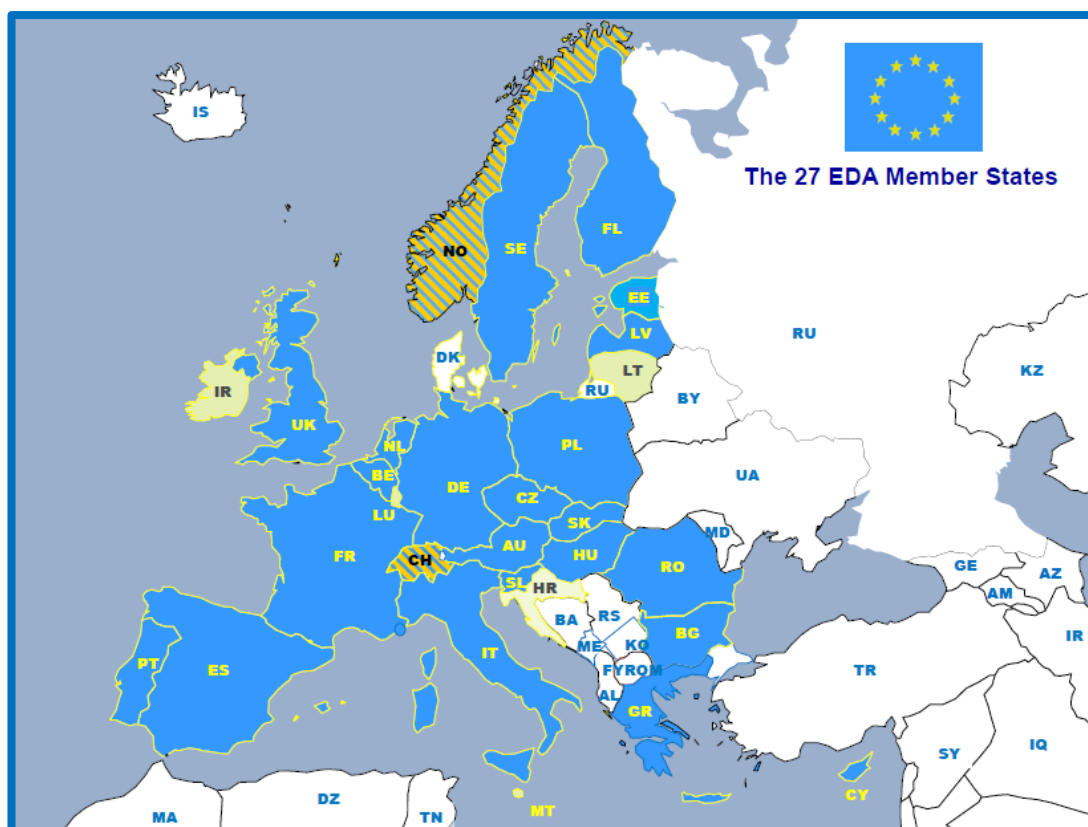 IS
The 27 EDA Member States
FL
SE
NO
EE
LV
RU
DK
LT
KZ
IR
RU
BY
UK
NL
PL
BE
UA
DE
CZ
LU
SK
MD
AU
FR
HU
CH
RO
GE
AZ
SL
HR
AM
BA
RS
BG
IR
ME
KO
IT
PT
ES
FYROM
TR
AL
GR
IQ
SY
CY
DZ
MT
MA
TN